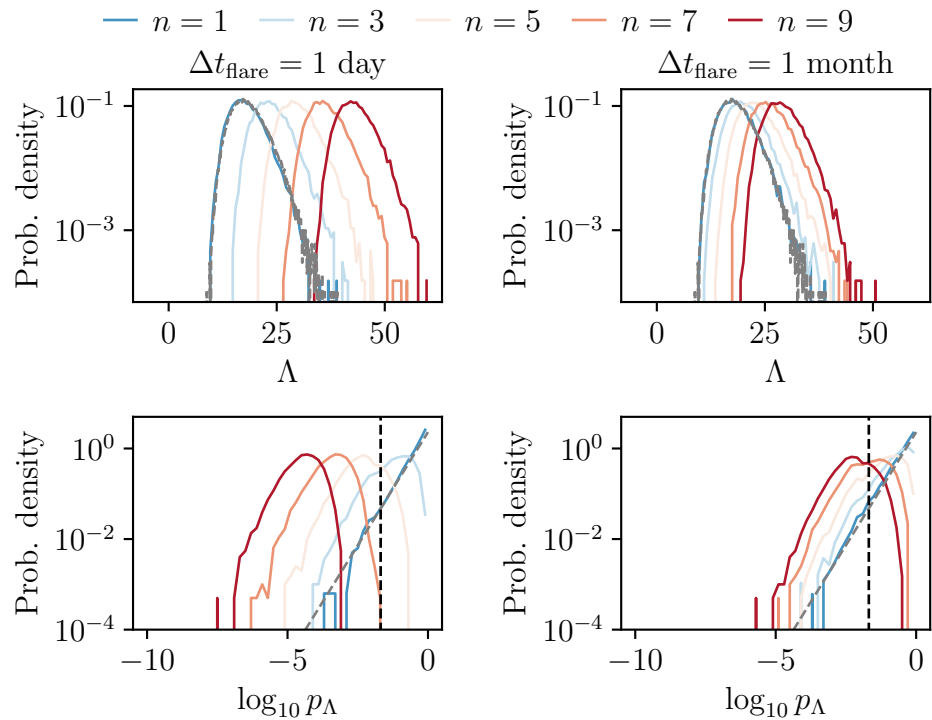 n = 1 n = 3 n = 5 n = 7 n = 9
Δt_flare = 1 day Δt_flare = 1 month
Prob. density
10^−1
10^−3
0 25 50
Λ
Prob. density
10^−1
10^−3
0 25 50
Λ
Prob. density
10^0
10^−2
10^−4
−10 −5 0
log_10 p_Λ
Prob. density
10^0
10^−2
10^−4
−10 −5 0
log_10 p_Λ